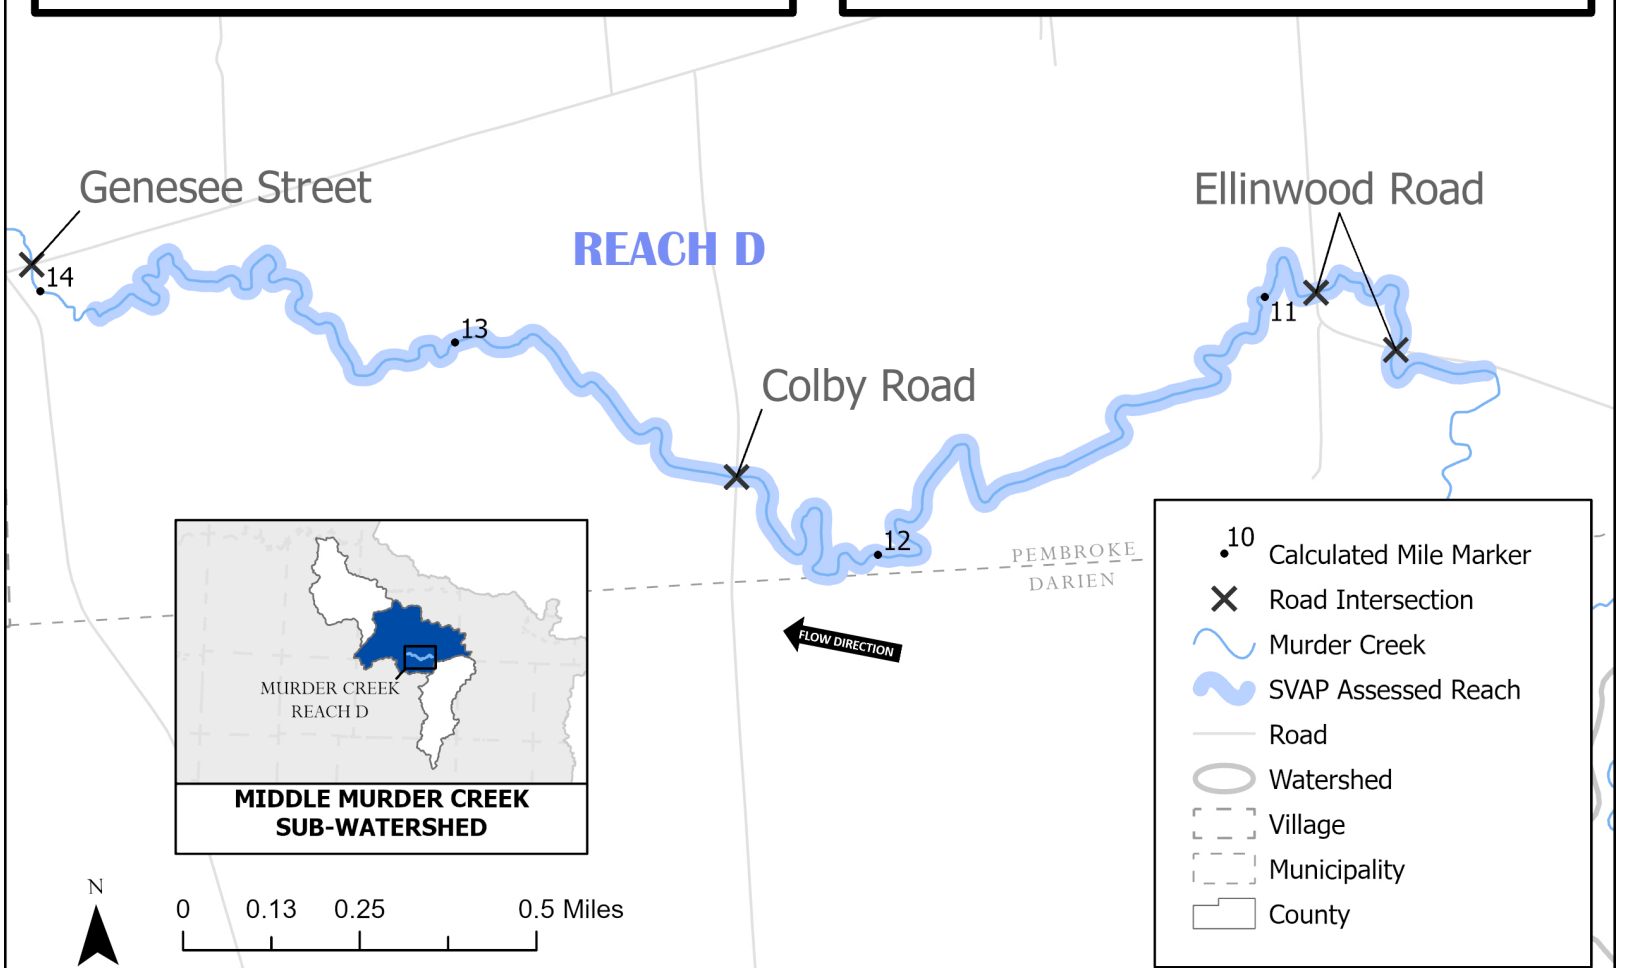 Genesee Street
Ellinwood Road
REACH D
14
11
13
Colby Road
12
PEMBROKE
DARIEN
FLOW DIRECTION
MURDER CREEK
REACH D
MIDDLE MURDER CREEK
SUB-WATERSHED
N
0 0.13 0.25 0.5 Miles
10
Calculated Mile Marker
Road Intersection
Murder Creek
SVAP Assessed Reach
Road
Watershed
Village
Municipality
County